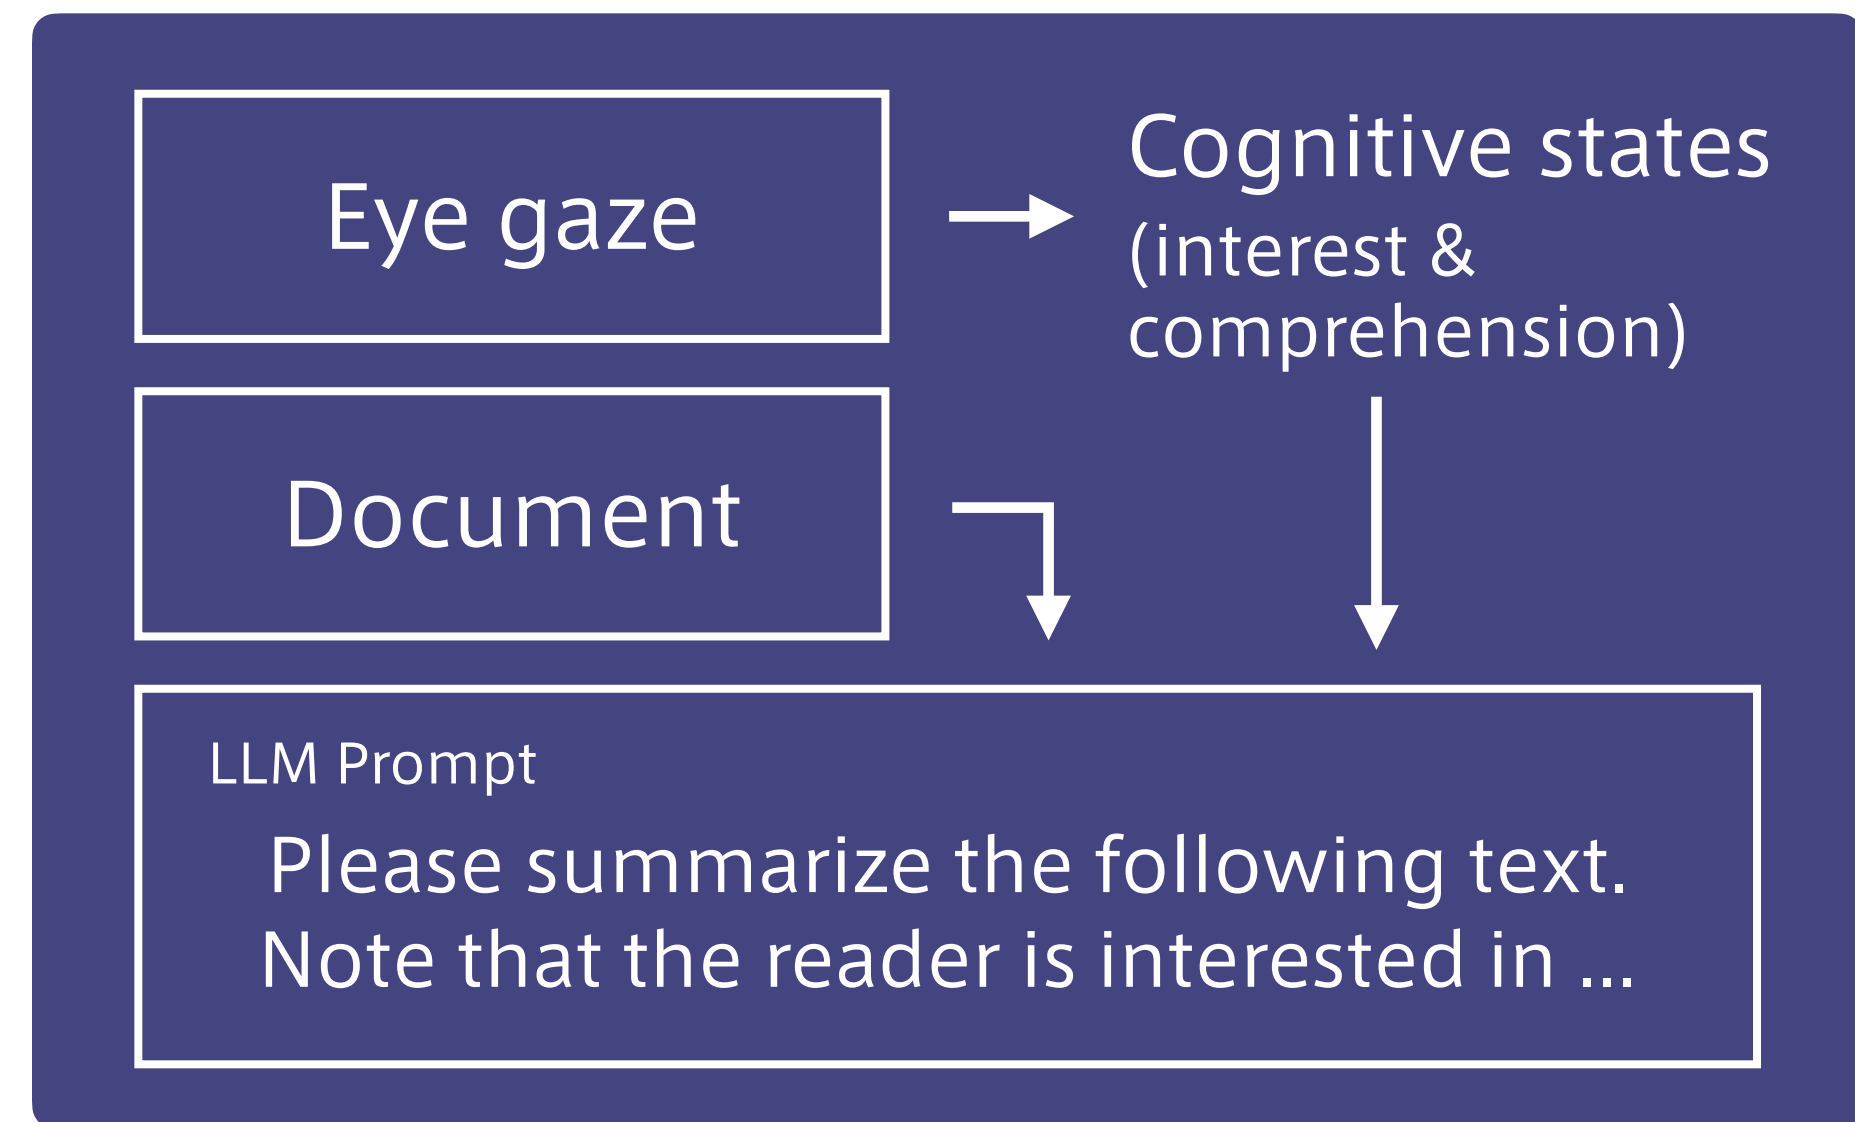 Eye gaze
Cognitive states
(interest &
comprehension)
Document
LLM Prompt
Please summarize the following text.
Note that the reader is interested in ...